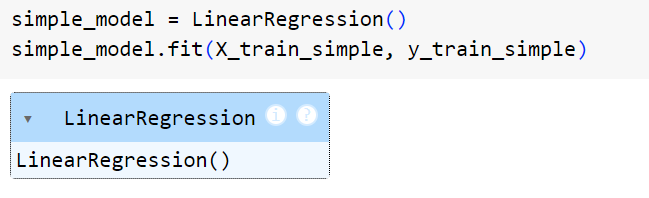 simple_model = LinearRegression()
simple_model.fit(X_train_simple, y_train_simple)
▾ LinearRegression i ?
LinearRegression()